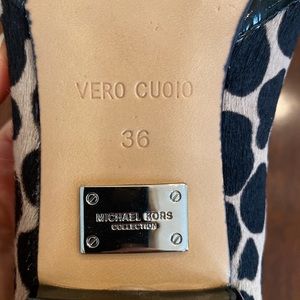 VERO CUOIO
36
MICHAEL KORS
COLLECTION